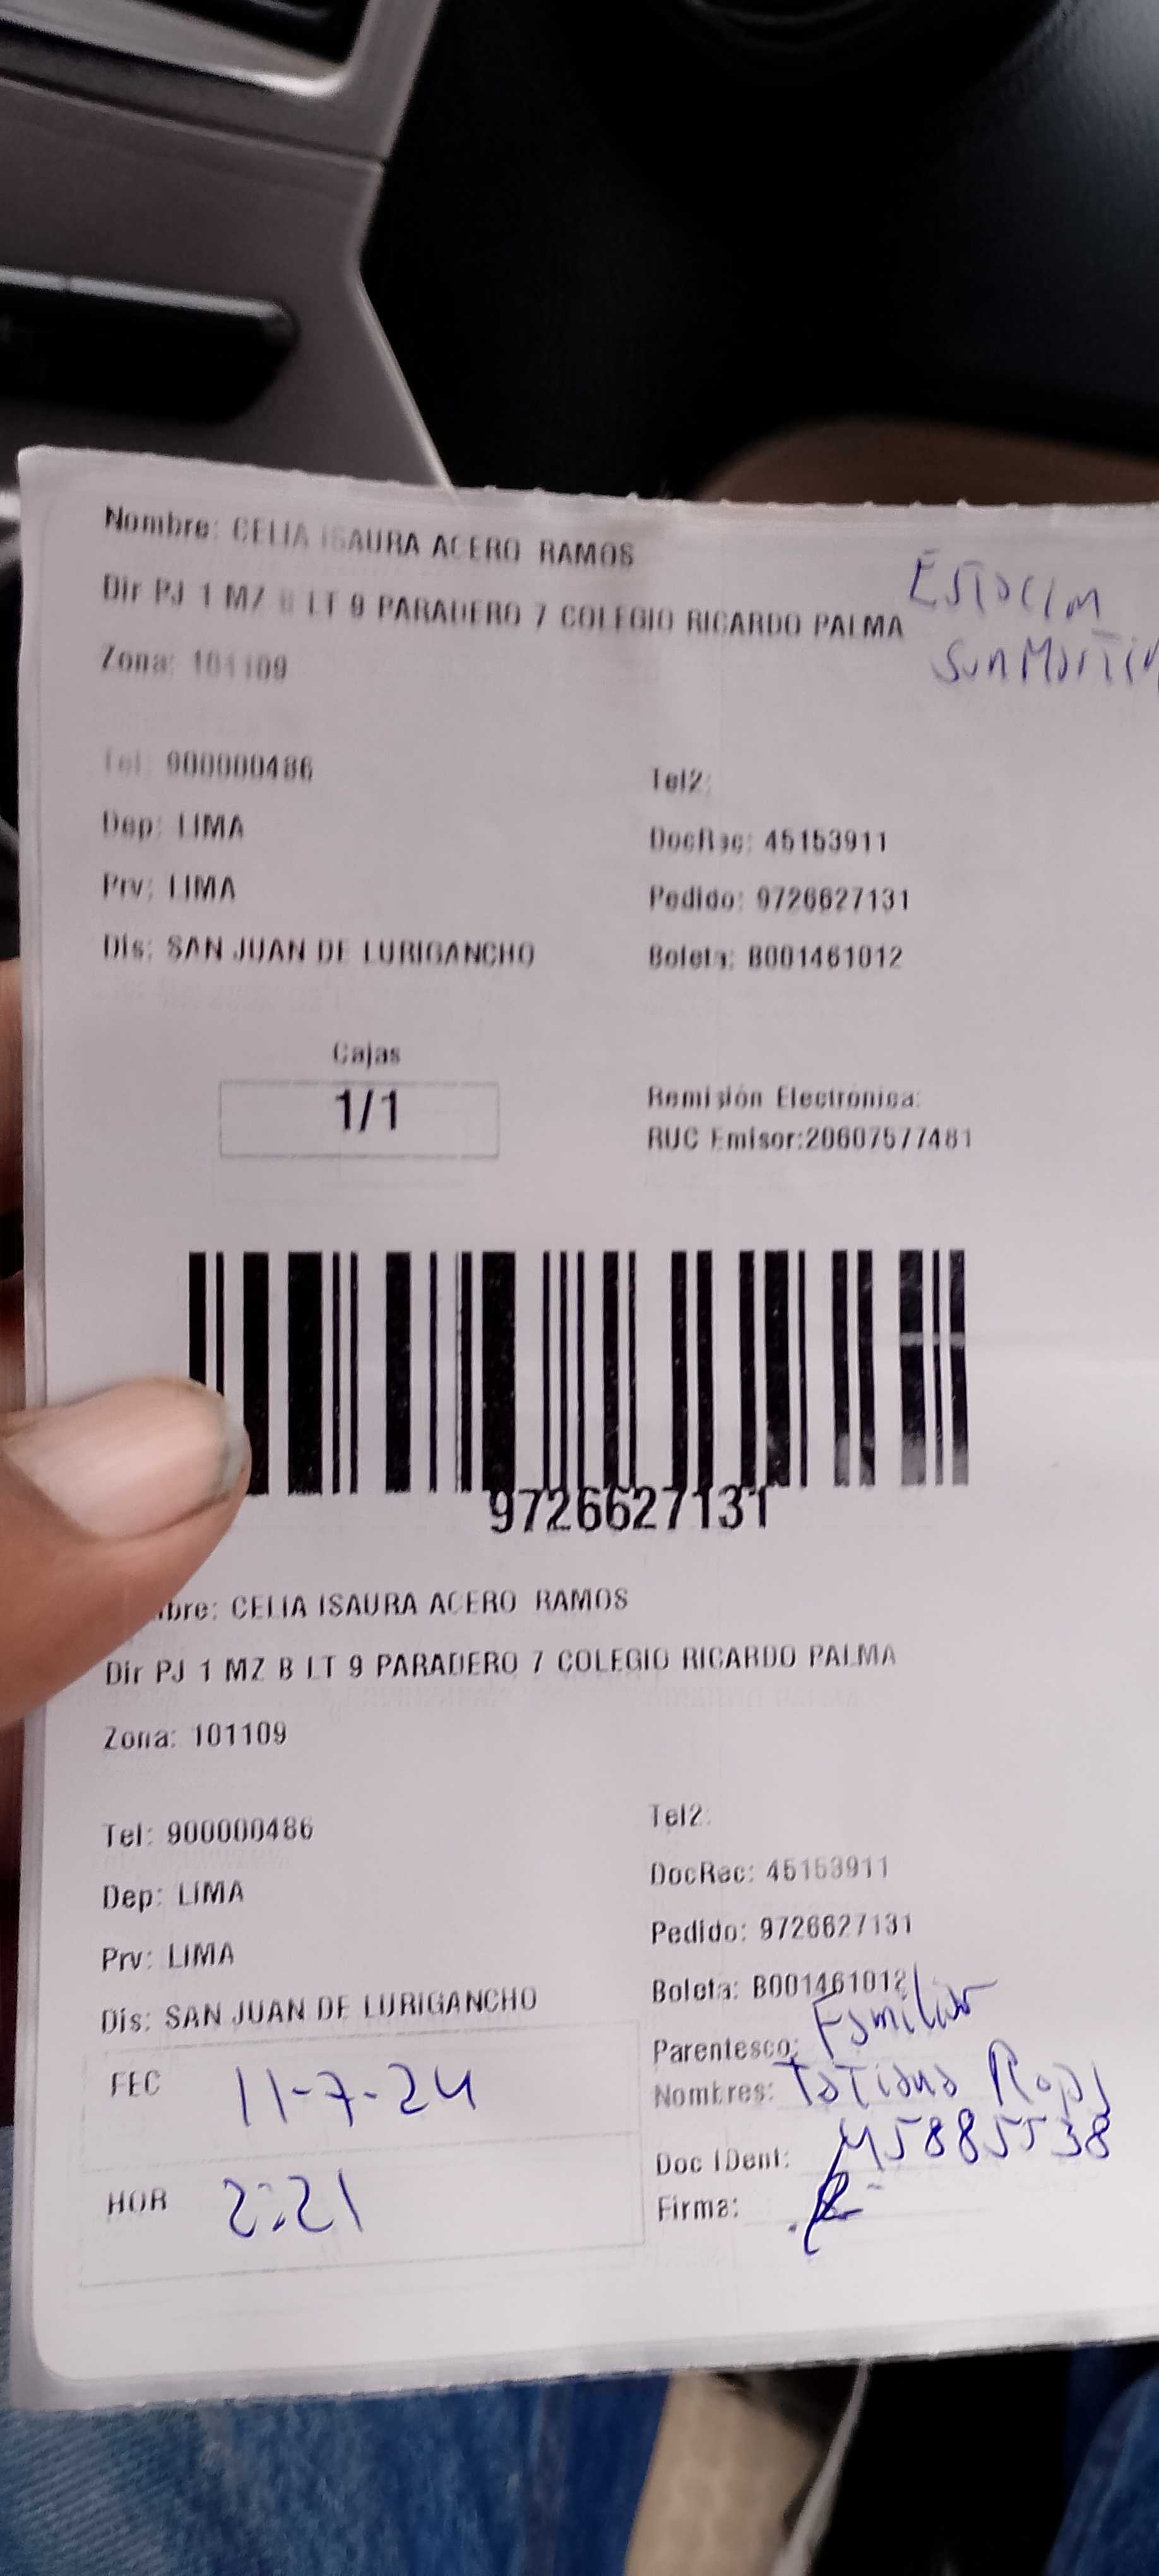 Nombre: CELIA ISAURA ACERO RAMOS
Dir PJ 1 MZ B LT 9 PARADERO 7 COLEGIO RICARDO PALMA
Zona: 101109
Tel: 900000486
Tel2:
Dep: LIMA
DocRec: 45153911
Prv: LIMA
Pedido: 9726627131
Dis: SAN JUAN DE LURIGANCHO
Boleta: B001461012
Cajas
1/1
Remisión Electrónica:
RUC Emisor:20607577481
9726627131
bre: CELIA ISAURA ACERO RAMOS
Dir PJ 1 MZ B LT 9 PARADERO 7 COLEGIO RICARDO PALMA
Zona: 101109
Tel: 900000486
Tel2:
Dep: LIMA
DocRec: 45153911
Prv: LIMA
Pedido: 9726627131
Dis: SAN JUAN DE LURIGANCHO
Boleta: B001461012
Parentesco: Familiar
FEC 11-7-24
Nombres: Tatiana
Doc IDent: 45885538
HOR 2:21
Firma: